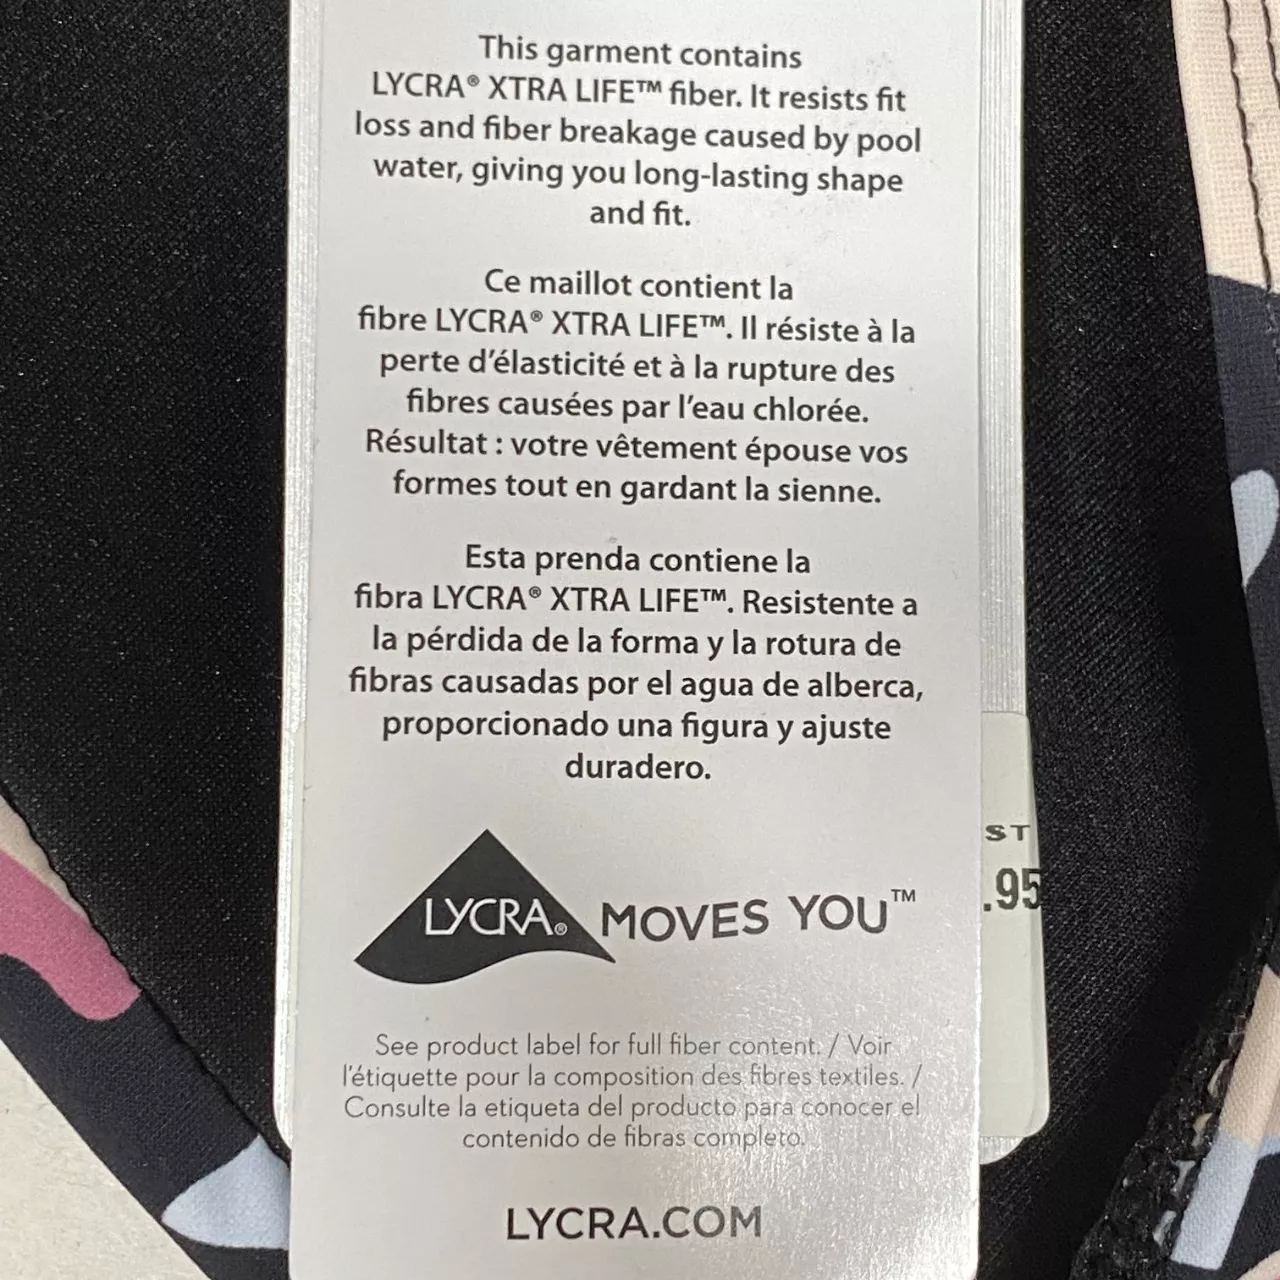 This garment contains
LYCRA® XTRA LIFE™ fiber. It resists fit
loss and fiber breakage caused by pool
water, giving you long-lasting shape
and fit.
Ce maillot contient la
fibre LYCRA® XTRA LIFE™. Il résiste à la
perte d'élasticité et à la rupture des
fibres causées par l'eau chlorée.
Résultat : votre vêtement épouse vos
formes tout en gardant la sienne.
Esta prenda contiene la
fibra LYCRA® XTRA LIFE™. Resistente a
la pérdida de la forma y la rotura de
fibras causadas por el agua de alberca,
proporcionado una figura y ajuste
duradero.
ST
.95
LYCRA® MOVES YOU™
See product label for full fiber content. / Voir
l'étiquette pour la composition des fibres textiles. /
Consulte la etiqueta del producto para conocer el
contenido de fibras completo.
LYCRA.COM